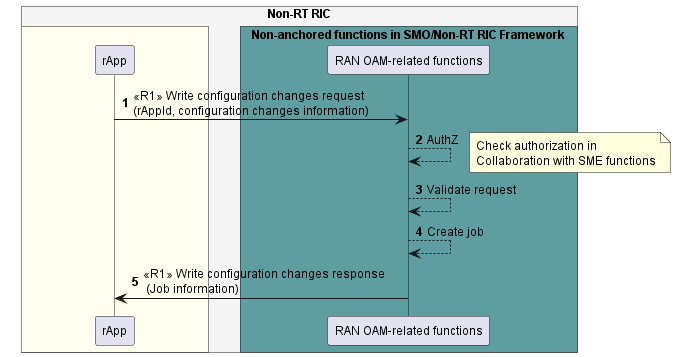 Non-RT RIC
Non-anchored functions in SMO/Non-RT RIC Framework
rApp
RAN OAM-related functions
1 «R1» Write configuration changes request
(rAppId, configuration changes information)
2 AuthZ
Check authorization in
Collaboration with SME functions
3 Validate request
4 Create job
5 «R1» Write configuration changes response
(Job information)
rApp
RAN OAM-related functions